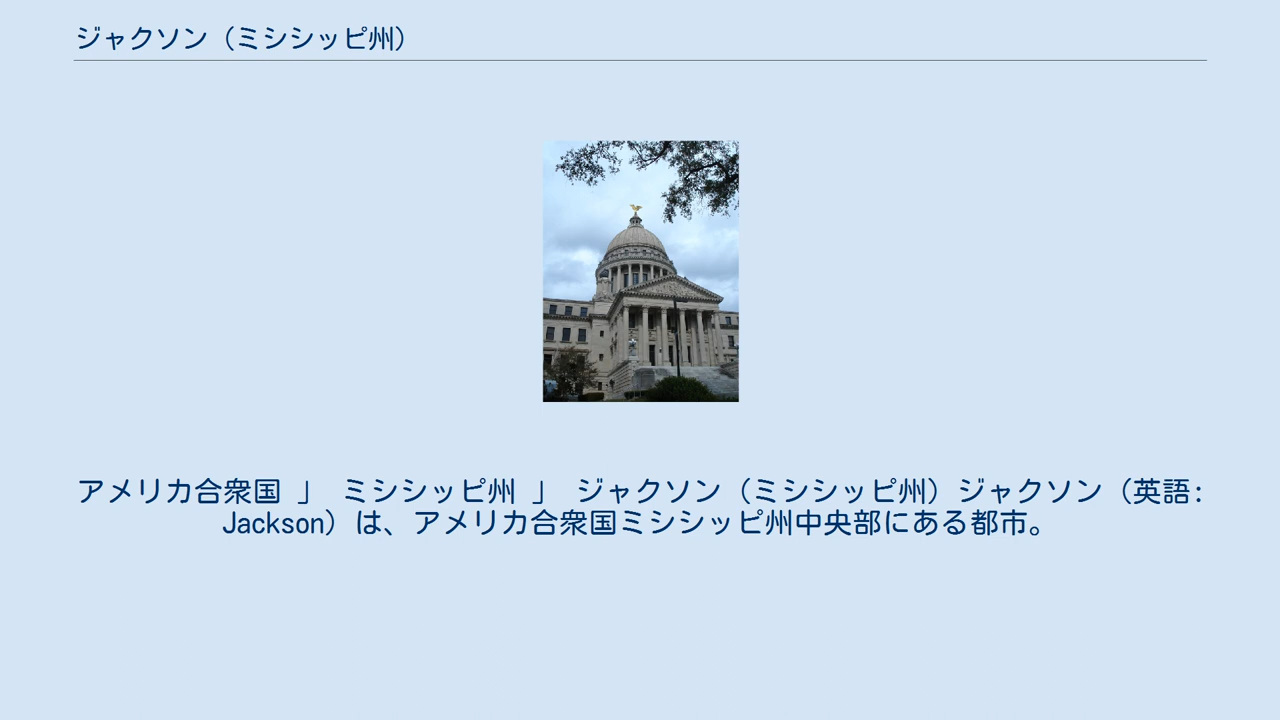 ジャクソン（ミシシッピ州）
アメリカ合衆国 」 ミシシッピ州 」 ジャクソン（ミシシッピ州）ジャクソン（英語:
Jackson）は、アメリカ合衆国ミシシッピ州中央部にある都市。